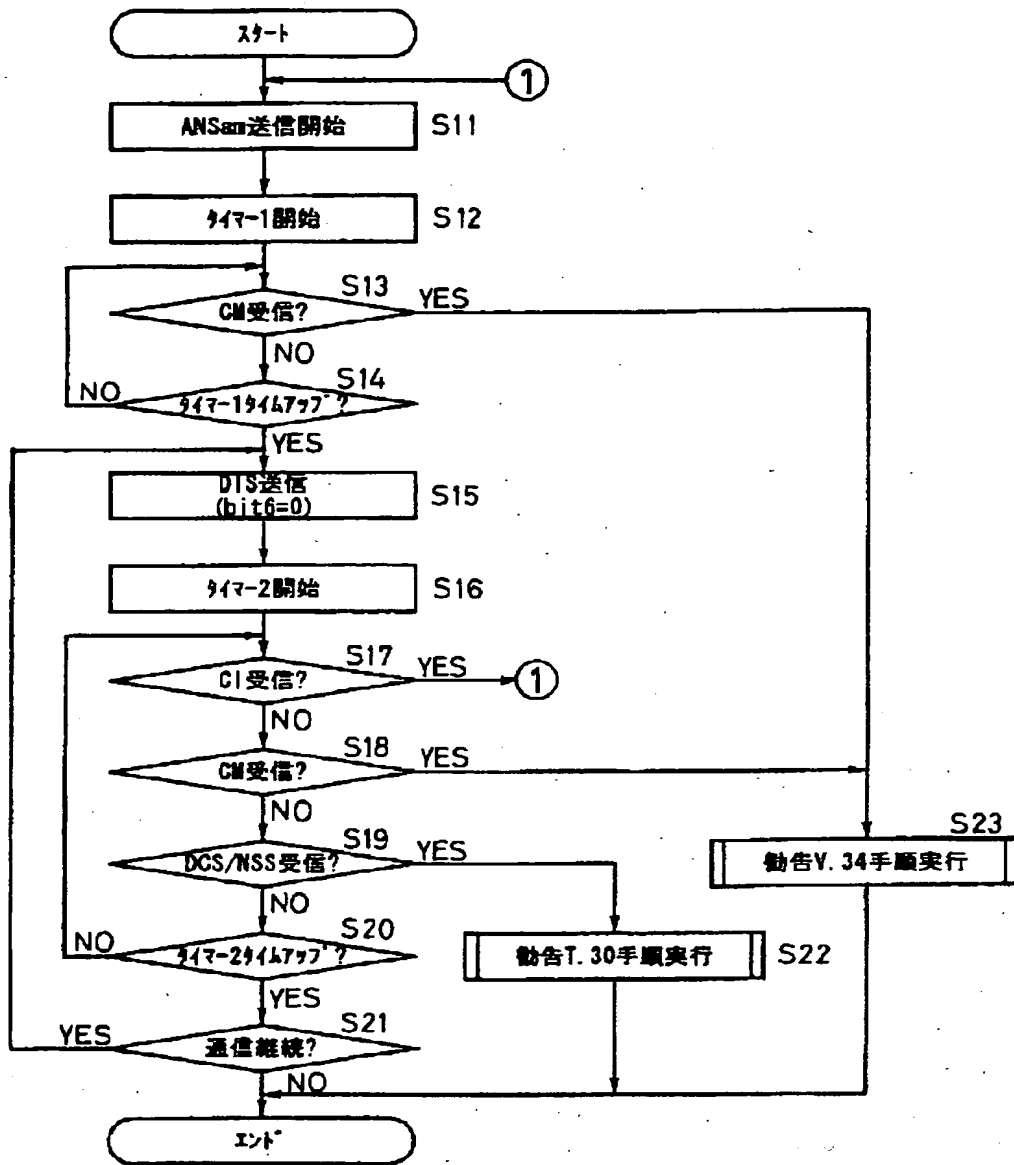 スタート
①
ANSam送信開始 S11
タイマー1開始 S12
S13
CM受信? YES
NO
S14
NO タイマー1タイムアップ?
YES
DIS送信
(bit6=0) S15
タイマー2開始 S16
S17
CI受信? YES ①
NO
S18
CM受信? YES
NO
S19
DCS/NSS受信? YES
S23
勧告V.34手順実行
NO
S20
NO タイマー2タイムアップ?
勧告T.30手順実行 S22
YES
S21
YES 通信継続?
NO
エンド